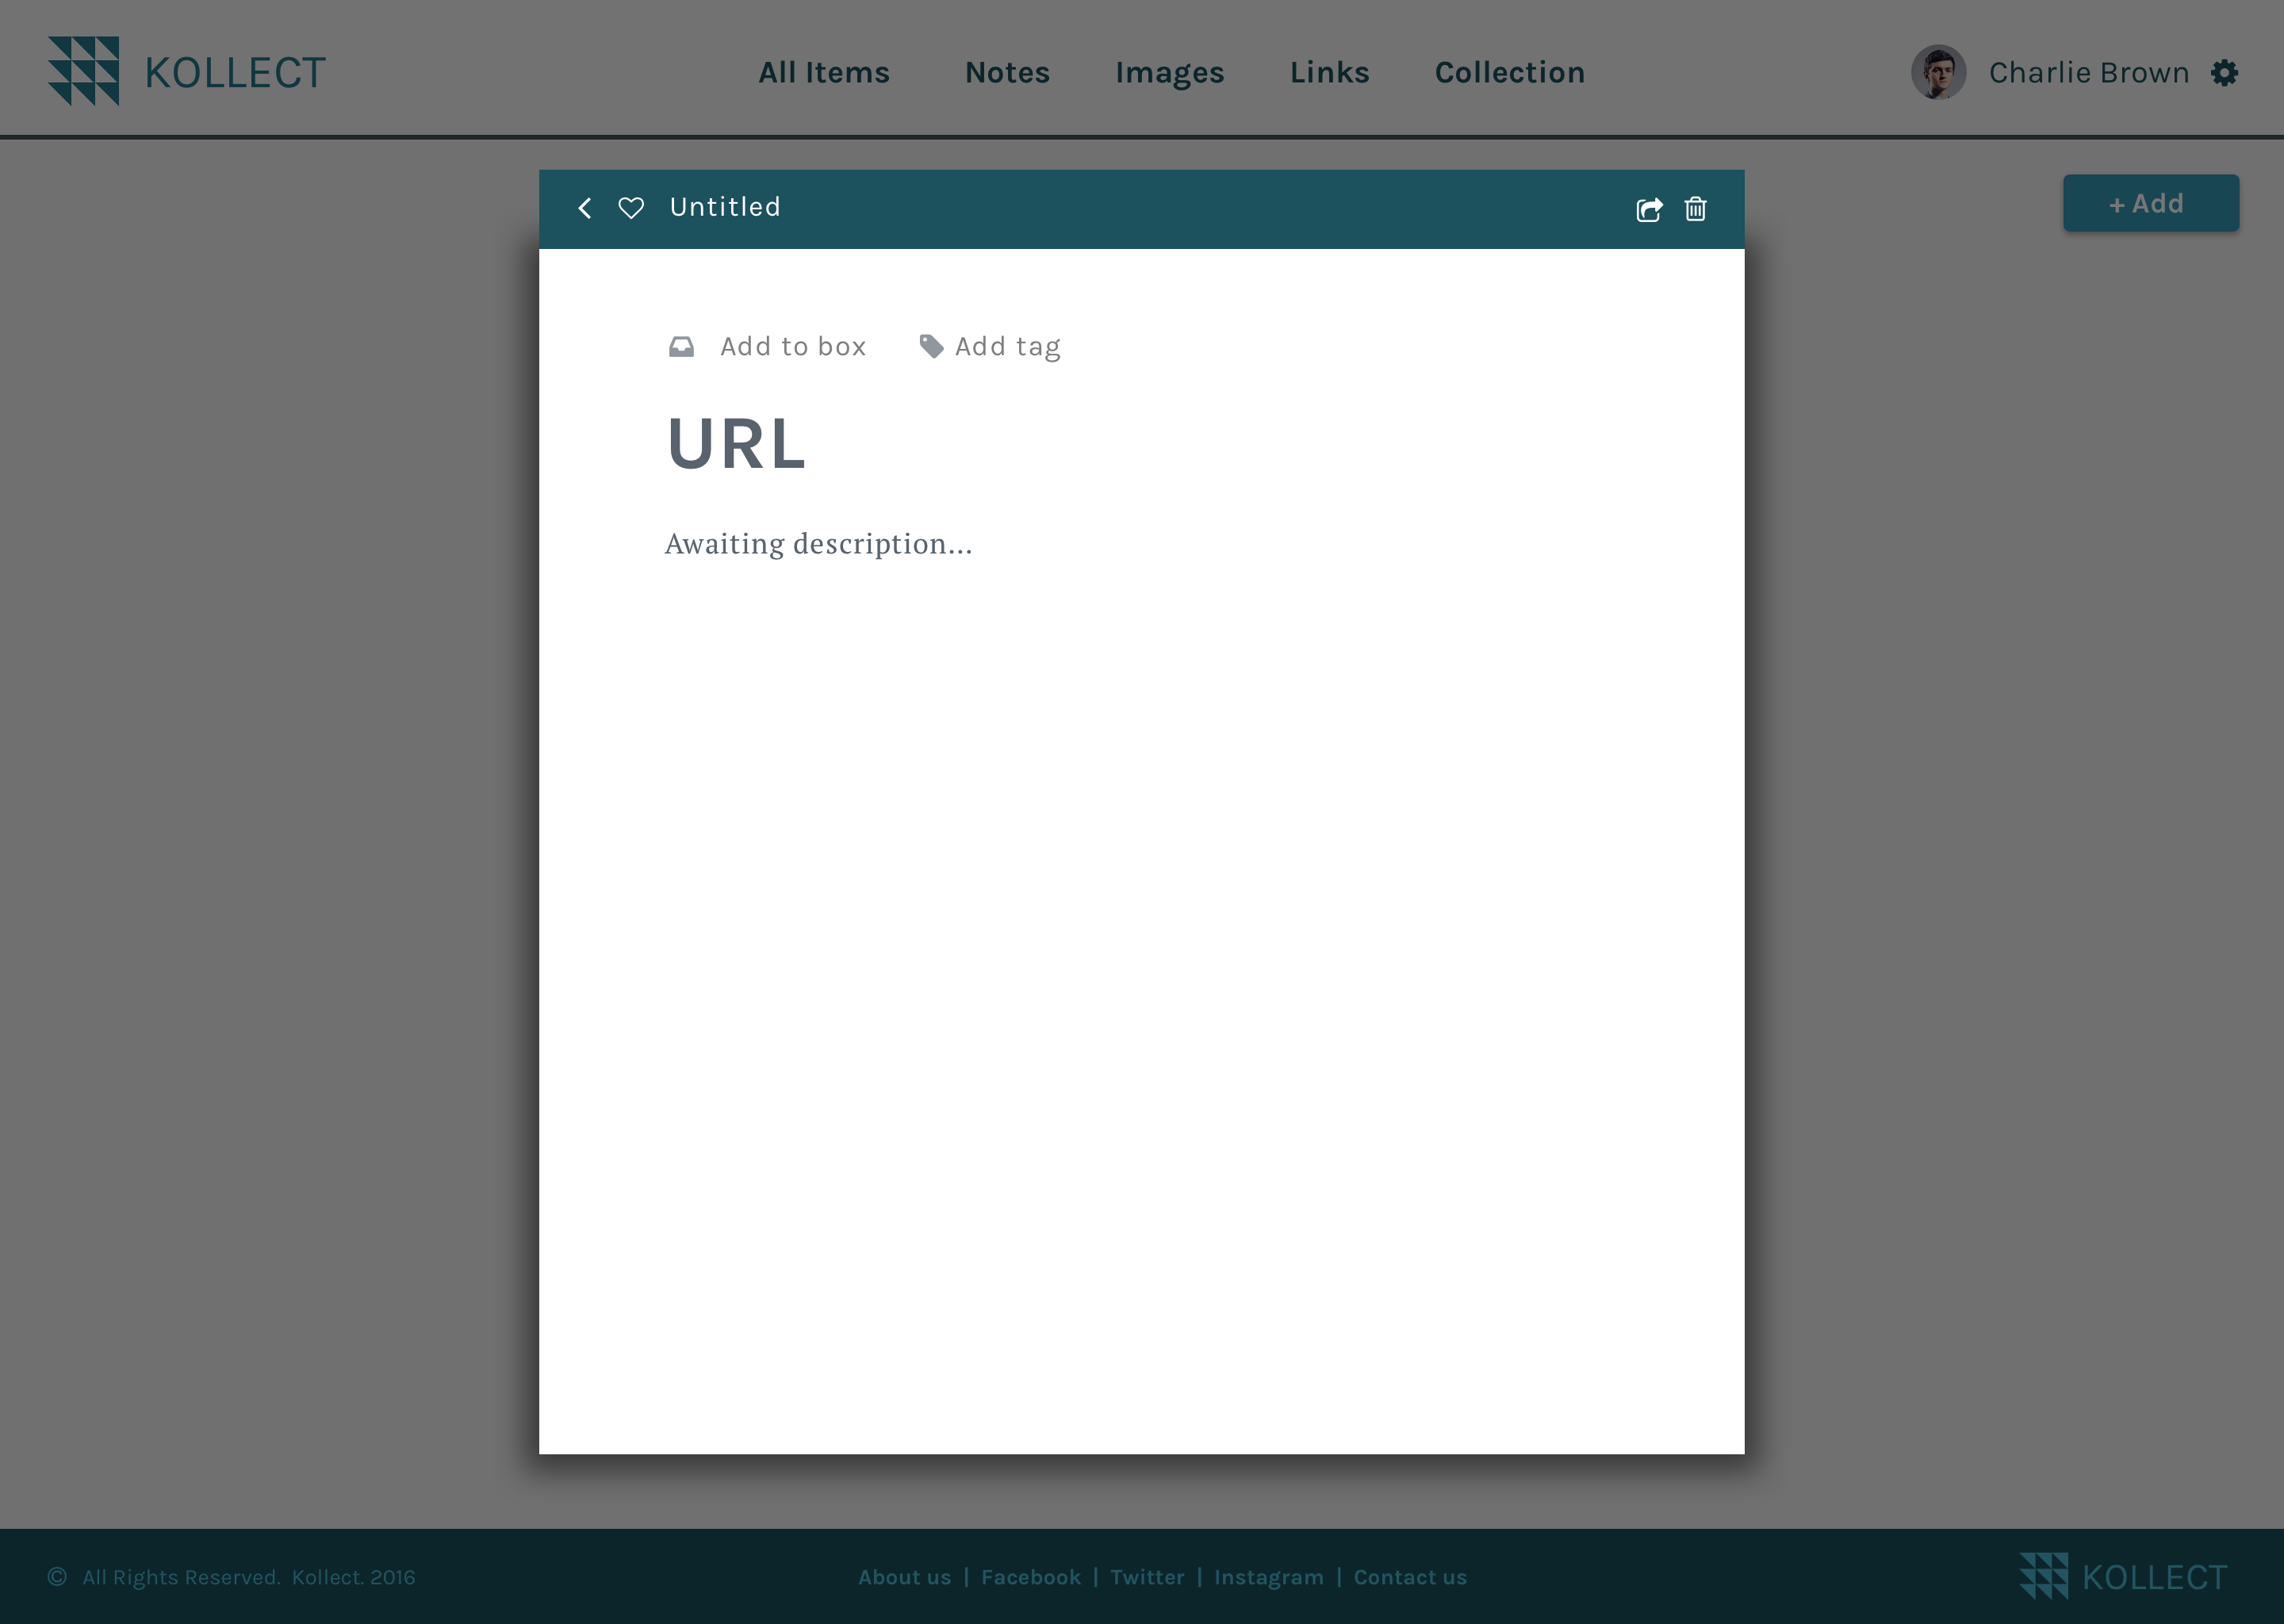 KOLLECT
All Items Notes Images Links Collection
Charlie Brown
+ Add
Untitled
Add to box Add tag
URL
Awaiting description...
© All Rights Reserved. Kollect. 2016
About us | Facebook | Twitter | Instagram | Contact us
KOLLECT